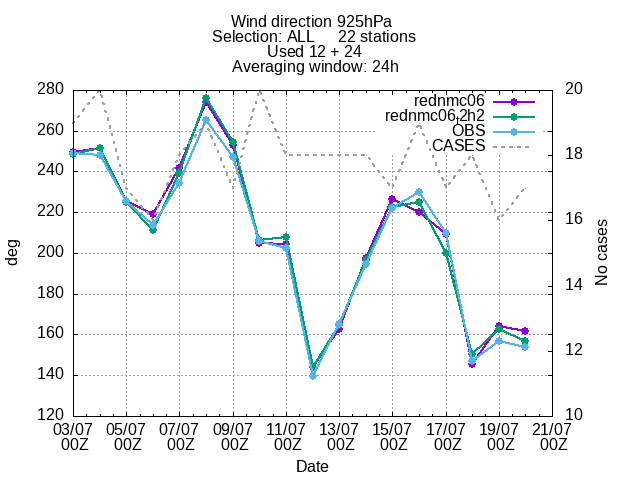 Wind direction 925hPa
Selection: ALL 22 stations
Used 12 + 24
Averaging window: 24h
280 260 240 220 200 180 160 140 120
deg
20 18 16 14 12 10
No cases
rednmc06
rednmc06_2h2
OBS
CASES
03/07 05/07 07/07 09/07 11/07 13/07 15/07 17/07 19/07 21/07
00Z 00Z 00Z 00Z 00Z 00Z 00Z 00Z 00Z 00Z
Date